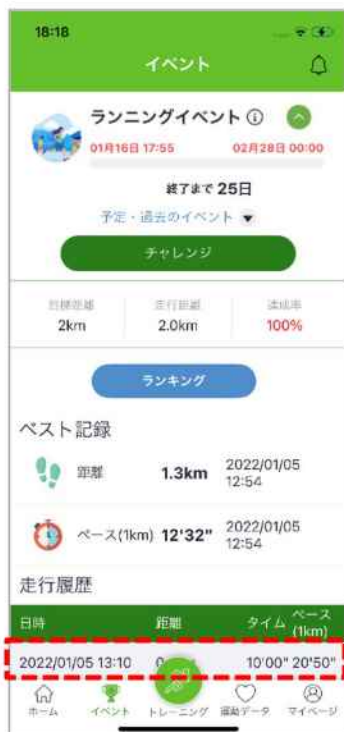 18:18
イベント
ランニングイベント
01月16日 17:55 02月28日 00:00
終了まで 25日
予定・過去のイベント ▼
チャレンジ
目標距離 走行距離 達成率
2km 2.0km 100%
ランキング
ベスト記録
距離 1.3km 2022/01/05 12:54
ペース(1km) 12'32" 2022/01/05 12:54
走行履歴
日時 距離 タイム ペース(1km)
2022/01/05 13:10 0 10'00" 20'50"
ホーム イベント トレーニング 運動データ マイページ